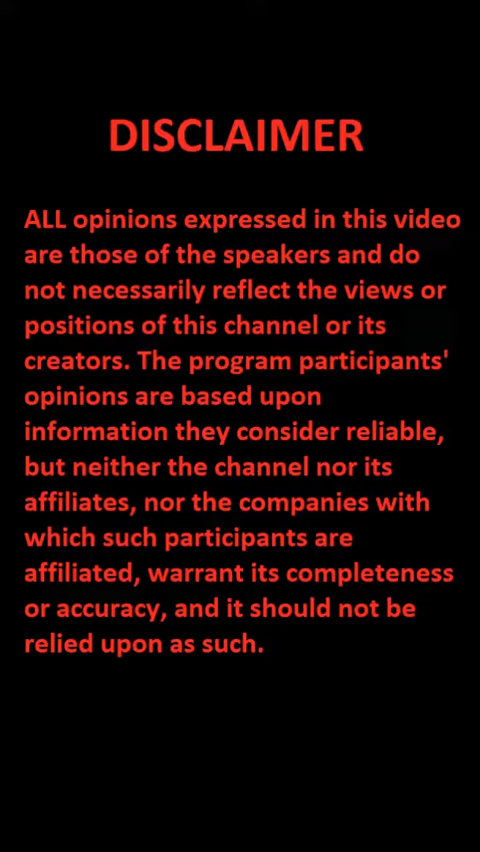 DISCLAIMER
ALL opinions expressed in this video
are those of the speakers and do
not necessarily reflect the views or
positions of this channel or its
creators. The program participants'
opinions are based upon
information they consider reliable,
but neither the channel nor its
affiliates, nor the companies with
which such participants are
affiliated, warrant its completeness
or accuracy, and it should not be
relied upon as such.